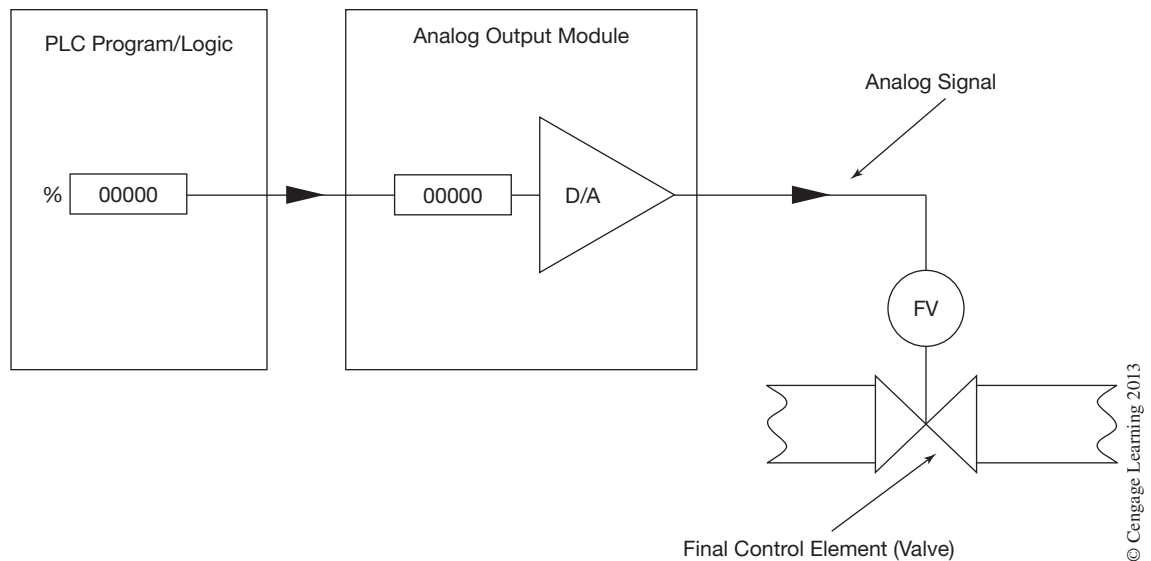 PLC Program/Logic
Analog Output Module
Analog Signal
% 00000
00000
D/A
FV
Final Control Element (Valve)
© Cengage Learning 2013